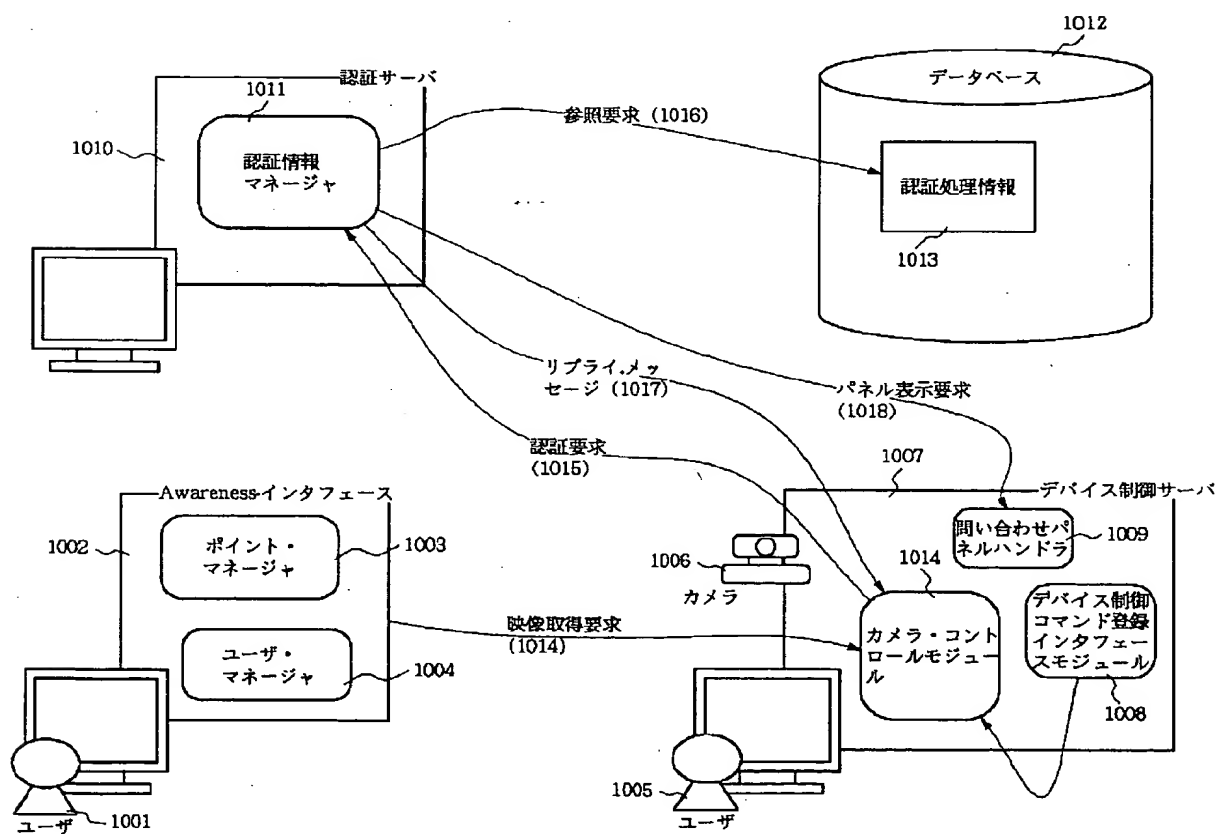 1012
認証サーバ
データベース
1011
参照要求 (1016)
1010
認証情報
マネージャ
認証処理情報
1013
リプライ.メッ
セージ (1017)
パネル表示要求
(1018)
認証要求
(1015)
1007
Awarenessインタフェース
デバイス制御サーバ
1002
ポイント・
マネージャ
1003
問い合わせパ
ネルハンドラ
1009
1006
カメラ
1014
デバイス制御
コマンド登録
インタフェー
スモジュール
1008
映像取得要求
(1014)
カメラ・コント
ロールモジュー
ル
ユーザ・
マネージャ
1004
1001
ユーザ
1005
ユーザ